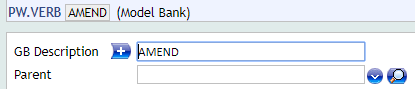 PW.VERB AMEND (Model Bank)
GB Description AMEND
Parent